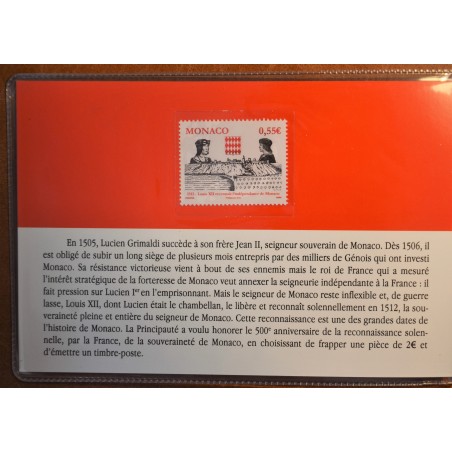 MONACO 0,55€
1512 Louis XII reconnaît l'indépendance de Monaco
En 1505, Lucien Grimaldi succède à son frère Jean II, seigneur souverain de Monaco. Dès 1506, il
est obligé de subir un long siège de plusieurs mois entrepris par des milliers de Génois qui ont investi
Monaco. Sa résistance victorieuse vient à bout de ses ennemis mais le roi de France qui a mesuré
l'intérêt stratégique de la forteresse de Monaco veut annexer la seigneurie indépendante à la France : il
fait pression sur Lucien Iᵉʳ en l'emprisonnant. Mais le seigneur de Monaco reste inflexible et, de guerre
lasse, Louis XII, dont Lucien était le chambellan, le libère et reconnaît solennellement en 1512, la sou-
veraineté pleine et entière du seigneur de Monaco. Cette reconnaissance est une des grandes dates de
l'histoire de Monaco. La Principauté a voulu honorer le 500ᵉ anniversaire de la reconnaissance solen-
nelle, par la France, de la souveraineté de Monaco, en choisissant de frapper une pièce de 2€ et
d'émettre un timbre-poste.